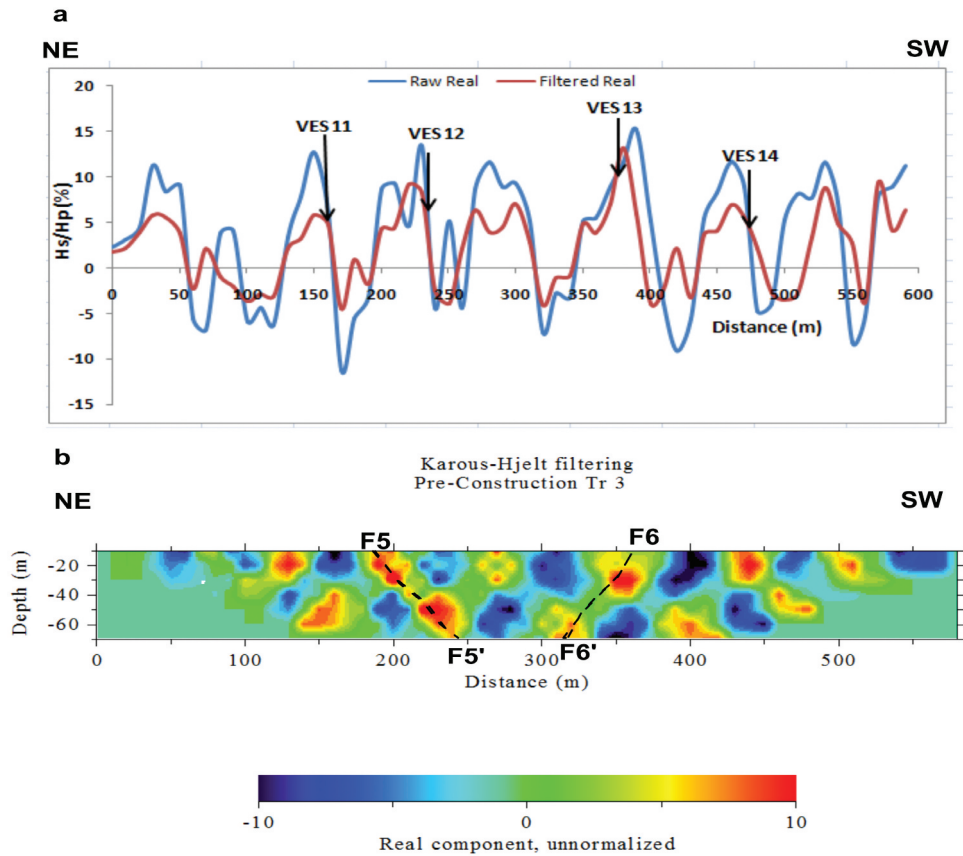 a
NE
SW
Raw Real
Filtered Real
20
15
10
5
0
-5
-10
-15
Hs/Hp(%)
VES 11
VES 12
VES 13
VES 14
0
50
100
150
200
250
300
350
400
450
500
550
600
Distance (m)
b
Karous-Hjelt filtering
Pre-Construction Tr 3
NE
SW
F5
F6
Depth (m)
-20
-40
-60
F5'
F6'
0
100
200
300
400
500
Distance (m)
-10
0
10
Real component, unnormalized